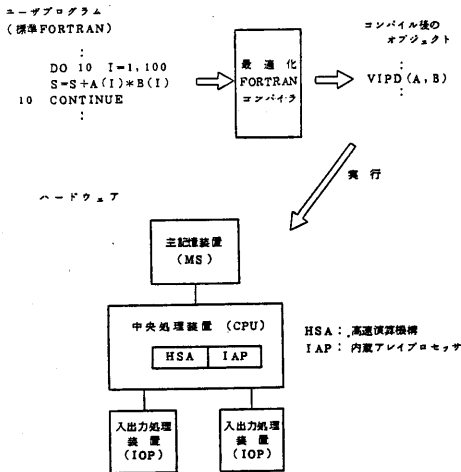 ユーザプログラム
(標準FORTRAN)
:
DO 10 I=1,100
S=S+A(I)*B(I)
10 CONTINUE
:
最適化
FORTRAN
コンパイラ
コンパイル後の
オブジェクト
:
VIPD(A,B)
:
実行
ハードウェア
主記憶装置
(MS)
中央処理装置 (CPU)
HSA IAP
HSA: 高速演算機構
IAP: 内蔵アレイプロセッサ
入出力処理
装置
(IOP)
入出力処理
装置
(IOP)